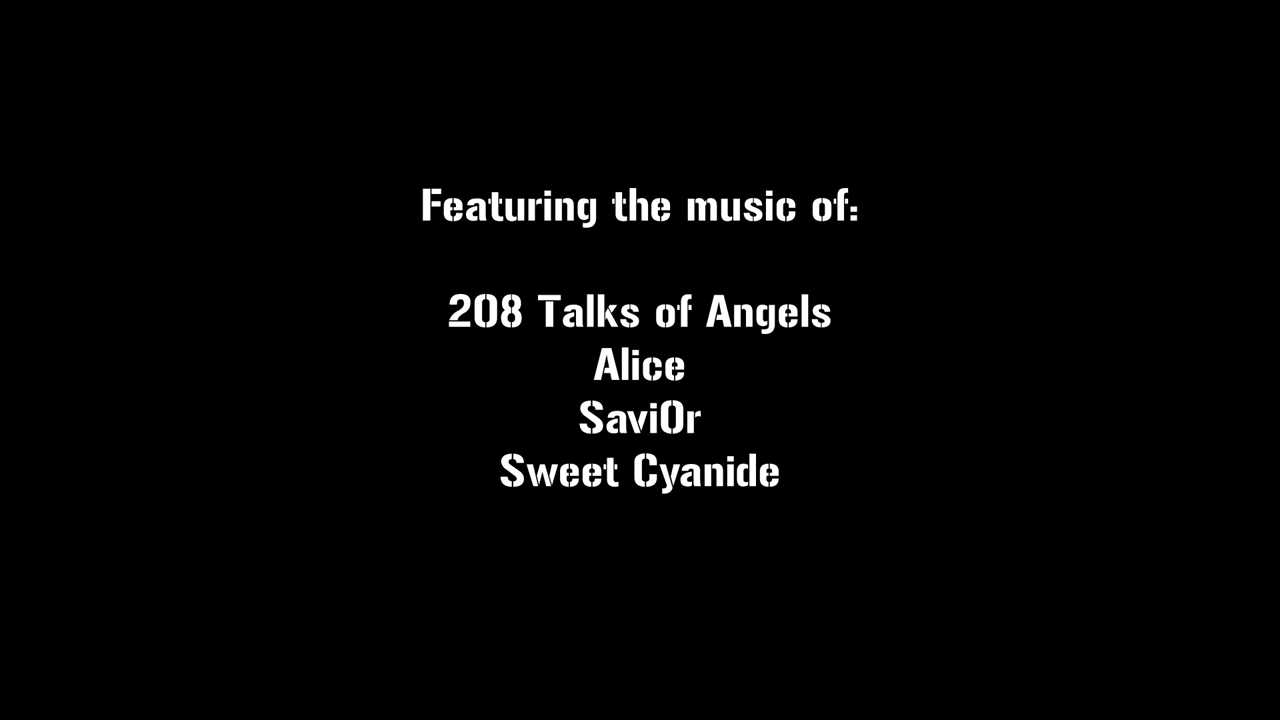 Featuring the music of:
208 Talks of Angels
Alice
Savi0r
Sweet Cyanide